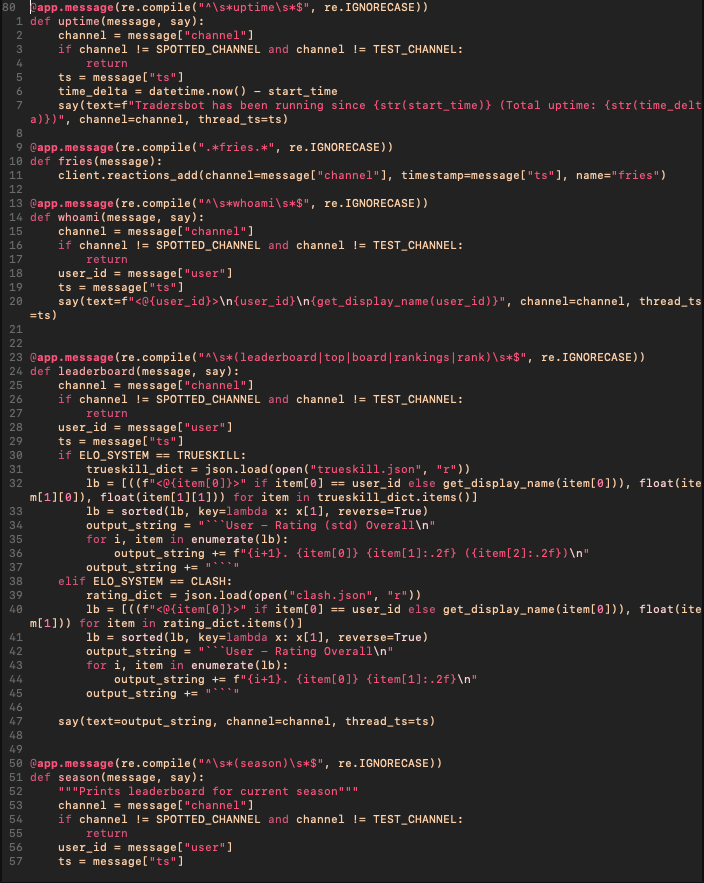 80 @app.message(re.compile("^\s*uptime\s*$", re.IGNORECASE))
1 def uptime(message, say):
2     channel = message["channel"]
3     if channel != SPOTTED_CHANNEL and channel != TEST_CHANNEL:
4         return
5     ts = message["ts"]
6     time_delta = datetime.now() - start_time
7     say(text=f"Tradersbot has been running since {str(start_time)} (Total uptime: {str(time_delt
a)})", channel=channel, thread_ts=ts)
8
9 @app.message(re.compile(".*fries.*", re.IGNORECASE))
10 def fries(message):
11     client.reactions_add(channel=message["channel"], timestamp=message["ts"], name="fries")
12
13 @app.message(re.compile("^\s*whoami\s*$", re.IGNORECASE))
14 def whoami(message, say):
15     channel = message["channel"]
16     if channel != SPOTTED_CHANNEL and channel != TEST_CHANNEL:
17         return
18     user_id = message["user"]
19     ts = message["ts"]
20     say(text=f"<@{user_id}>\n{user_id}\n{get_display_name(user_id)}", channel=channel, thread_ts
=ts)
21
22
23 @app.message(re.compile("^\s*(leaderboard|top|board|rankings|rank)\s*$", re.IGNORECASE))
24 def leaderboard(message, say):
25     channel = message["channel"]
26     if channel != SPOTTED_CHANNEL and channel != TEST_CHANNEL:
27         return
28     user_id = message["user"]
29     ts = message["ts"]
30     if ELO_SYSTEM == TRUESKILL:
31         trueskill_dict = json.load(open("trueskill.json", "r"))
32         lb = [((f"<@{item[0]}>" if item[0] == user_id else get_display_name(item[0])), float(ite
m[1][0]), float(item[1][1])) for item in trueskill_dict.items()]
33         lb = sorted(lb, key=lambda x: x[1], reverse=True)
34         output_string = "```User - Rating (std) Overall\n"
35         for i, item in enumerate(lb):
36             output_string += f"{i+1}. {item[0]} {item[1]:.2f} ({item[2]:.2f})\n"
37         output_string += "```"
38     elif ELO_SYSTEM == CLASH:
39         rating_dict = json.load(open("clash.json", "r"))
40         lb = [((f"<@{item[0]}>" if item[0] == user_id else get_display_name(item[0])), float(ite
m[1])) for item in rating_dict.items()]
41         lb = sorted(lb, key=lambda x: x[1], reverse=True)
42         output_string = "```User - Rating Overall\n"
43         for i, item in enumerate(lb):
44             output_string += f"{i+1}. {item[0]} {item[1]:.2f}\n"
45         output_string += "```"
46
47     say(text=output_string, channel=channel, thread_ts=ts)
48
49
50 @app.message(re.compile("^\s*(season)\s*$", re.IGNORECASE))
51 def season(message, say):
52     """Prints leaderboard for current season"""
53     channel = message["channel"]
54     if channel != SPOTTED_CHANNEL and channel != TEST_CHANNEL:
55         return
56     user_id = message["user"]
57     ts = message["ts"]